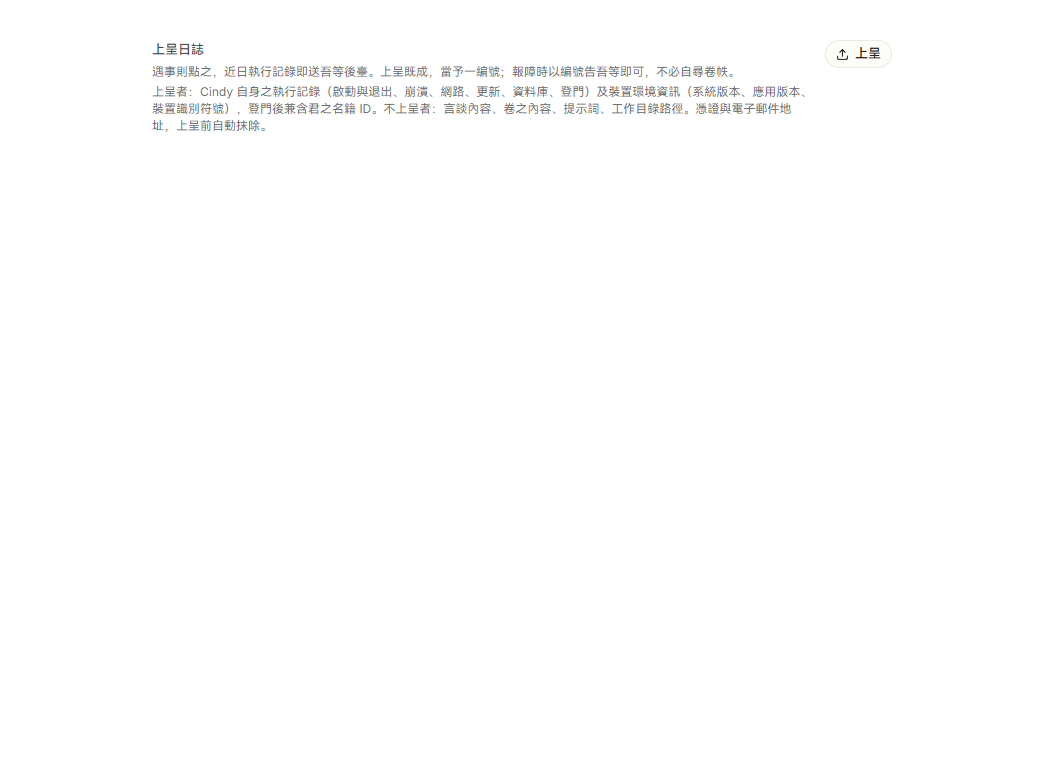 上呈日誌
上呈
遇事則點之，近日執行記錄即送吾等後臺。上呈既成，當予一編號；報障時以編號告吾等即可，不必自尋卷帙。
上呈者：Cindy 自身之執行記錄（啟動與退出、崩潰、網路、更新、資料庫、登門）及裝置環境資訊（系統版本、應用版本、
裝置識別符號），登門後兼含君之名籍 ID。不上呈者：言談內容、卷之內容、提示詞、工作目錄路徑。憑證與電子郵件地
址，上呈前自動抹除。